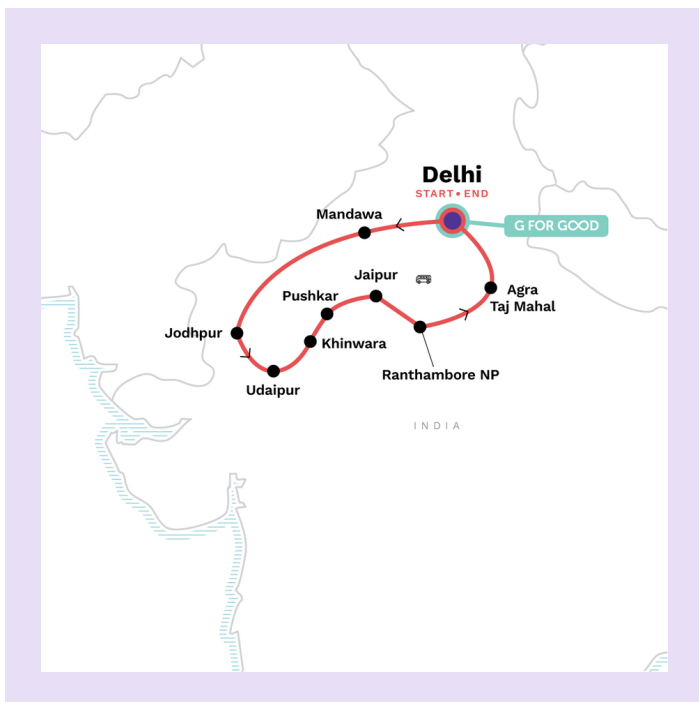 Delhi
START • END
Mandawa
G FOR GOOD
Jaipur
Agra
Taj Mahal
Pushkar
Jodhpur
Khinwara
Ranthambore NP
Udaipur
INDIA